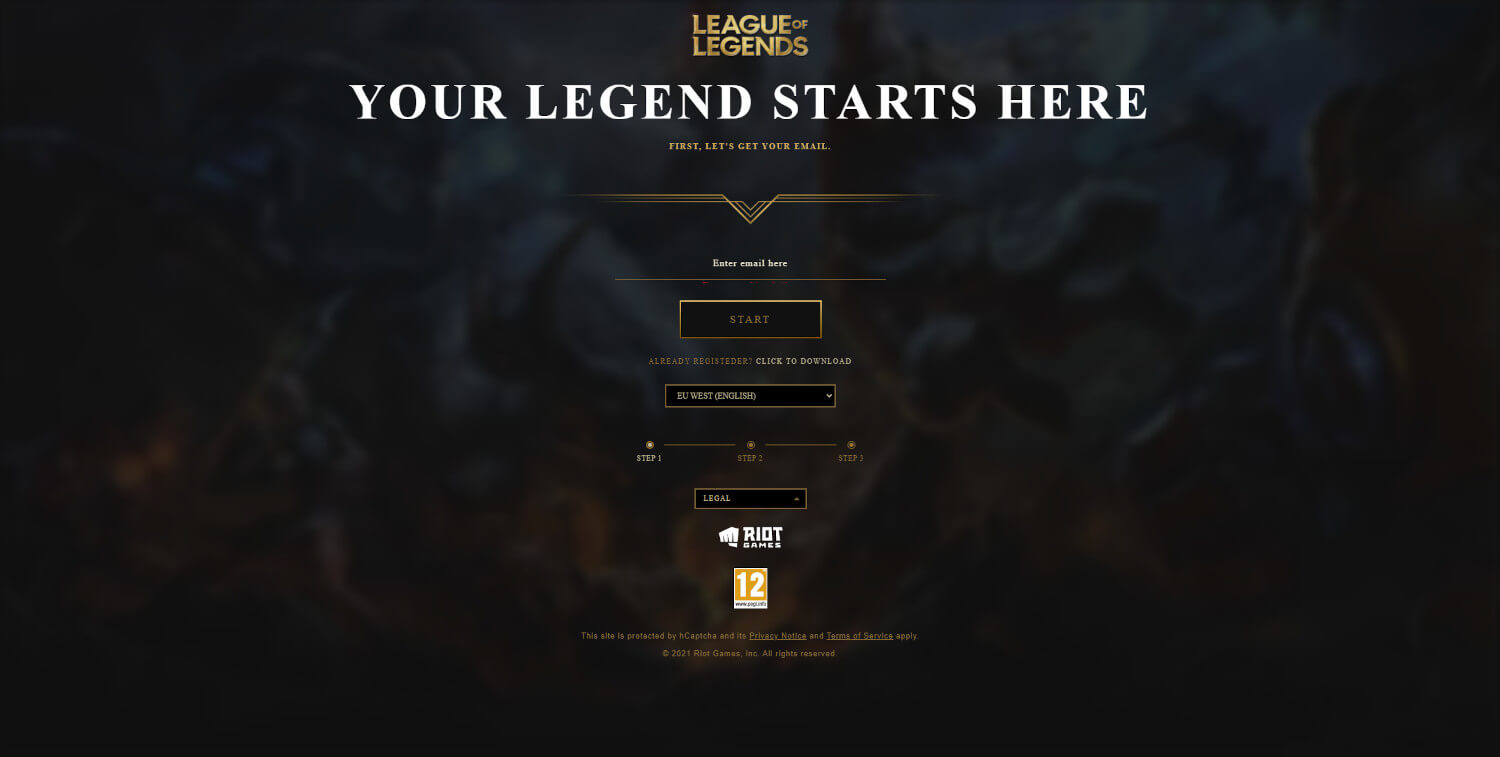 LEAGUE OF
LEGENDS
YOUR LEGEND STARTS HERE
FIRST, LET'S GET YOUR EMAIL.
Enter email here
START
ALREADY REGISTEDER? CLICK TO DOWNLOAD
EU WEST (ENGLISH)
STEP 1 STEP 2 STEP 3
LEGAL
RIOT
GAMES
12
www.pegi.info
This site is protected by hCaptcha and its Privacy Notice and Terms of Service apply.
© 2021 Riot Games, Inc. All rights reserved.